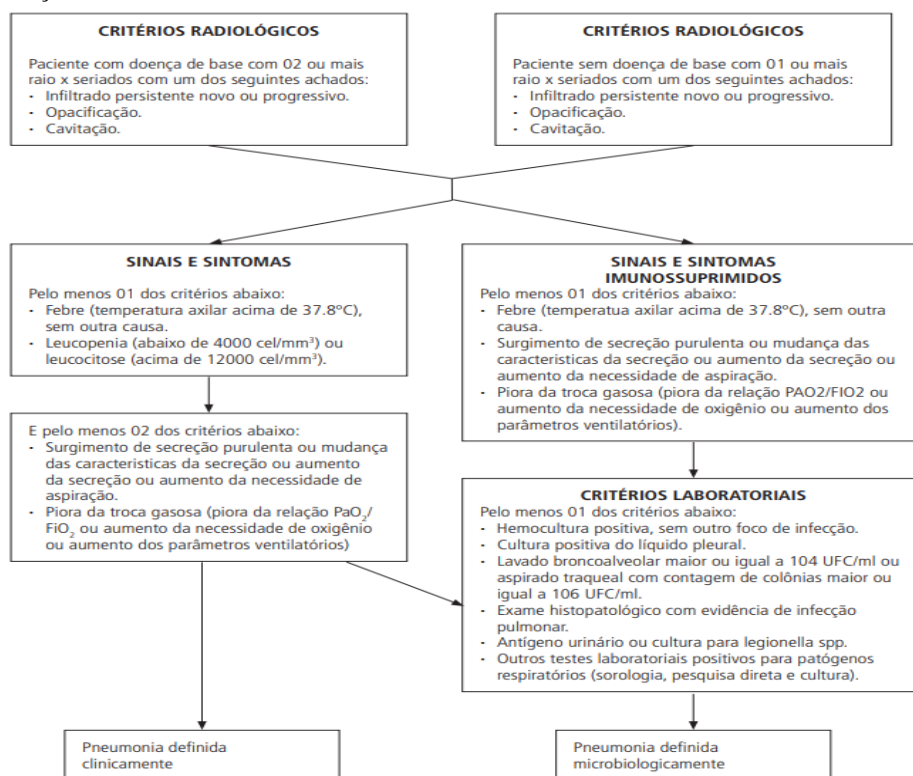 CRITÉRIOS RADIOLÓGICOS
Paciente com doença de base com 02 ou mais
raio x seriados com um dos seguintes achados:
• Infiltrado persistente novo ou progressivo.
• Opacificação.
• Cavitação.
CRITÉRIOS RADIOLÓGICOS
Paciente sem doença de base com 01 ou mais
raio x seriados com um dos seguintes achados:
• Infiltrado persistente novo ou progressivo.
• Opacificação.
• Cavitação.
SINAIS E SINTOMAS
Pelo menos 01 dos critérios abaixo:
• Febre (temperatura axilar acima de 37.8ºC),
sem outra causa.
• Leucopenia (abaixo de 4000 cel/mm³) ou
leucocitose (acima de 12000 cel/mm³).
E pelo menos 02 dos critérios abaixo:
• Surgimento de secreção purulenta ou mudança
das caracteristicas da secreção ou aumento
da secreção ou aumento da necessidade de
aspiração.
• Piora da troca gasosa (piora da relação PaO₂/
FiO₂ ou aumento da necessidade de oxigênio
ou aumento dos parâmetros ventilatórios)
SINAIS E SINTOMAS
IMUNOSSUPRIMIDOS
Pelo menos 01 dos critérios abaixo:
• Febre (temperatua axilar acima de 37.8ºC), sem outra
causa.
• Surgimento de secreção purulenta ou mudança das
caracteristicas da secreção ou aumento da secreção ou
aumento da necessidade de aspiração.
• Piora da troca gasosa (piora da relação PAO2/FIO2 ou
aumento da necessidade de oxigênio ou aumento dos
parâmetros ventilatórios).
CRITÉRIOS LABORATORIAIS
Pelo menos 01 dos critérios abaixo:
• Hemocultura positiva, sem outro foco de infecção.
• Cultura positiva do líquido pleural.
• Lavado broncoalveolar maior ou igual a 104 UFC/ml ou
aspirado traqueal com contagem de colônias maior ou
igual a 106 UFC/ml.
• Exame histopatológico com evidência de infecção
pulmonar.
• Antígeno urinário ou cultura para legionella spp.
• Outros testes laboratoriais positivos para patógenos
respiratórios (sorologia, pesquisa direta e cultura).
Pneumonia definida
clinicamente
Pneumonia definida
microbiologicamente